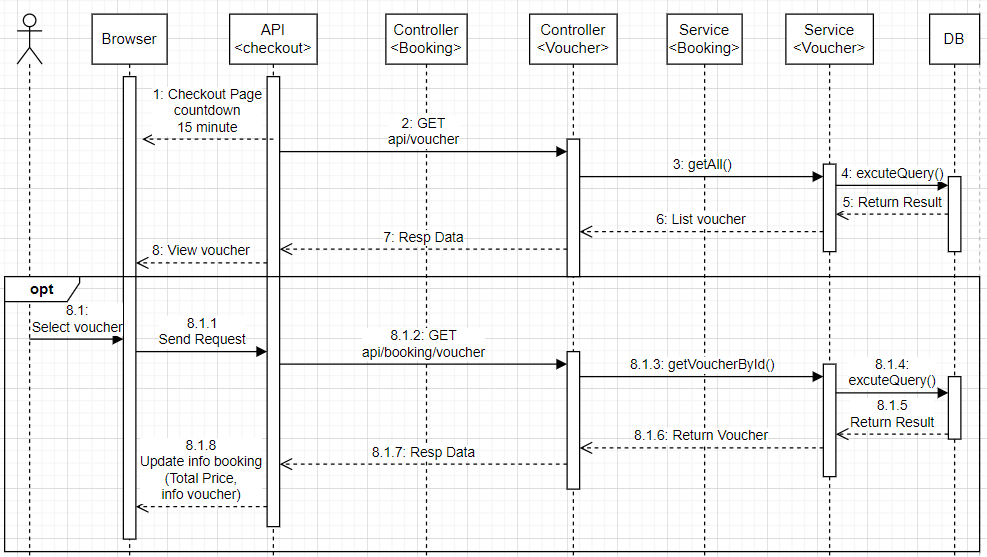 Browser
API
<checkout>
Controller
<Booking>
Controller
<Voucher>
Service
<Booking>
Service
<Voucher>
DB
1: Checkout Page
countdown
15 minute
2: GET
api/voucher
3: getAll()
4: excuteQuery()
5: Return Result
6: List voucher
7: Resp Data
8: View voucher
opt
8.1:
Select voucher
8.1.1
Send Request
8.1.2: GET
api/booking/voucher
8.1.3: getVoucherById()
8.1.4:
excuteQuery()
8.1.5
Return Result
8.1.6: Return Voucher
8.1.7: Resp Data
8.1.8
Update info booking
(Total Price,
info voucher)